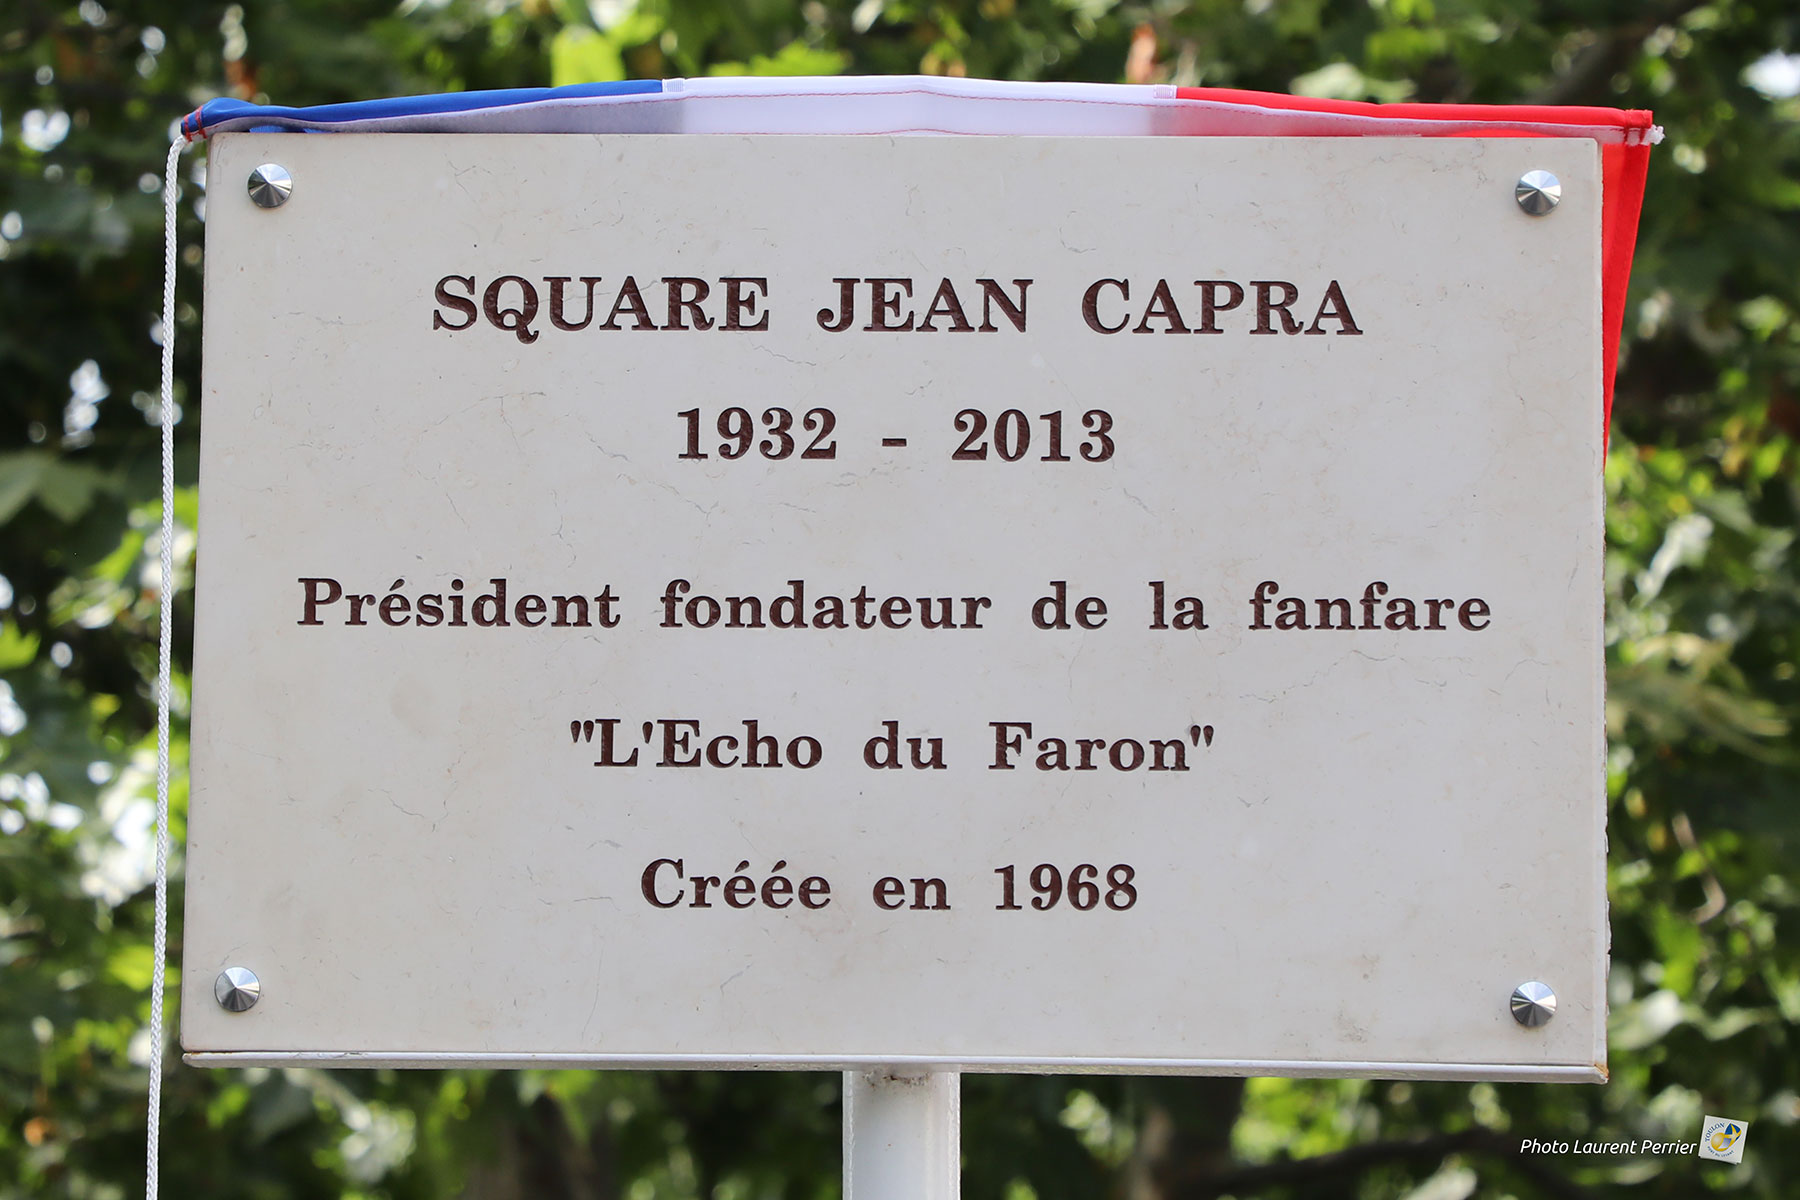 SQUARE JEAN CAPRA
1932 - 2013
Président fondateur de la fanfare
"L'Echo du Faron"
Créée en 1968
Photo Laurent Perrier
TOULON